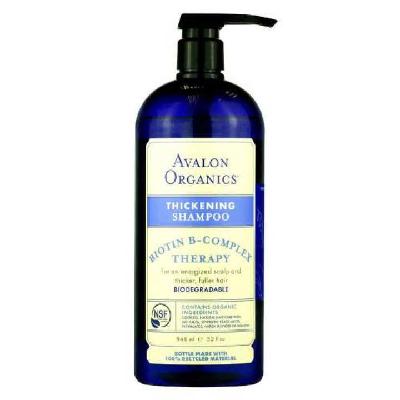 AVALON
ORGANICS
THICKENING
SHAMPOO
BIOTIN B-COMPLEX
THERAPY
For an energized scalp and
thicker, fuller hair
BIODEGRADABLE
NSF
CONTAINS ORGANIC
INGREDIENTS
948 ml e 32 fl oz
BOTTLE MADE WITH
100% RECYCLED MATERIAL